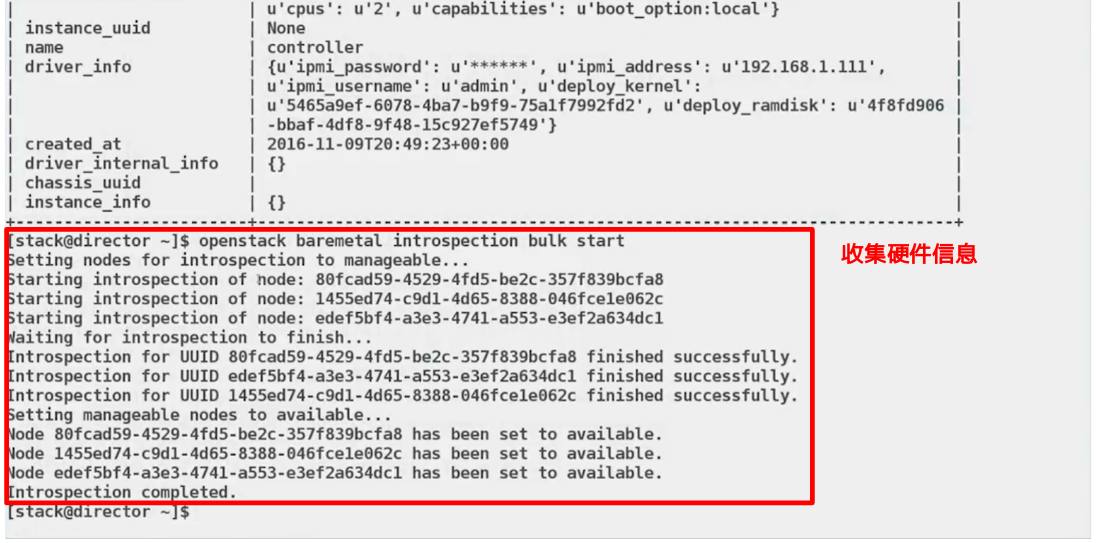 | | u'cpus': u'2', u'capabilities': u'boot_option:local'} |
| instance_uuid | None |
| name | controller |
| driver_info | {u'ipmi_password': u'******', u'ipmi_address': u'192.168.1.111', |
| | u'ipmi_username': u'admin', u'deploy_kernel': |
| | u'5465a9ef-6078-4ba7-b9f9-75a1f7992fd2', u'deploy_ramdisk': u'4f8fd906 |
| | -bbaf-4df8-9f48-15c927ef5749'} |
| created_at | 2016-11-09T20:49:23+00:00 |
| driver_internal_info | {} |
| chassis_uuid | |
| instance_info | {} |
+-------------------------+------------------------------------------------------------------------+
[stack@director ~]$ openstack baremetal introspection bulk start
收集硬件信息
Setting nodes for introspection to manageable...
Starting introspection of node: 80fcad59-4529-4fd5-be2c-357f839bcfa8
Starting introspection of node: 1455ed74-c9d1-4d65-8388-046fce1e062c
Starting introspection of node: edef5bf4-a3e3-4741-a553-e3ef2a634dc1
Waiting for introspection to finish...
Introspection for UUID 80fcad59-4529-4fd5-be2c-357f839bcfa8 finished successfully.
Introspection for UUID edef5bf4-a3e3-4741-a553-e3ef2a634dc1 finished successfully.
Introspection for UUID 1455ed74-c9d1-4d65-8388-046fce1e062c finished successfully.
Setting manageable nodes to available...
Node 80fcad59-4529-4fd5-be2c-357f839bcfa8 has been set to available.
Node 1455ed74-c9d1-4d65-8388-046fce1e062c has been set to available.
Node edef5bf4-a3e3-4741-a553-e3ef2a634dc1 has been set to available.
Introspection completed.
[stack@director ~]$